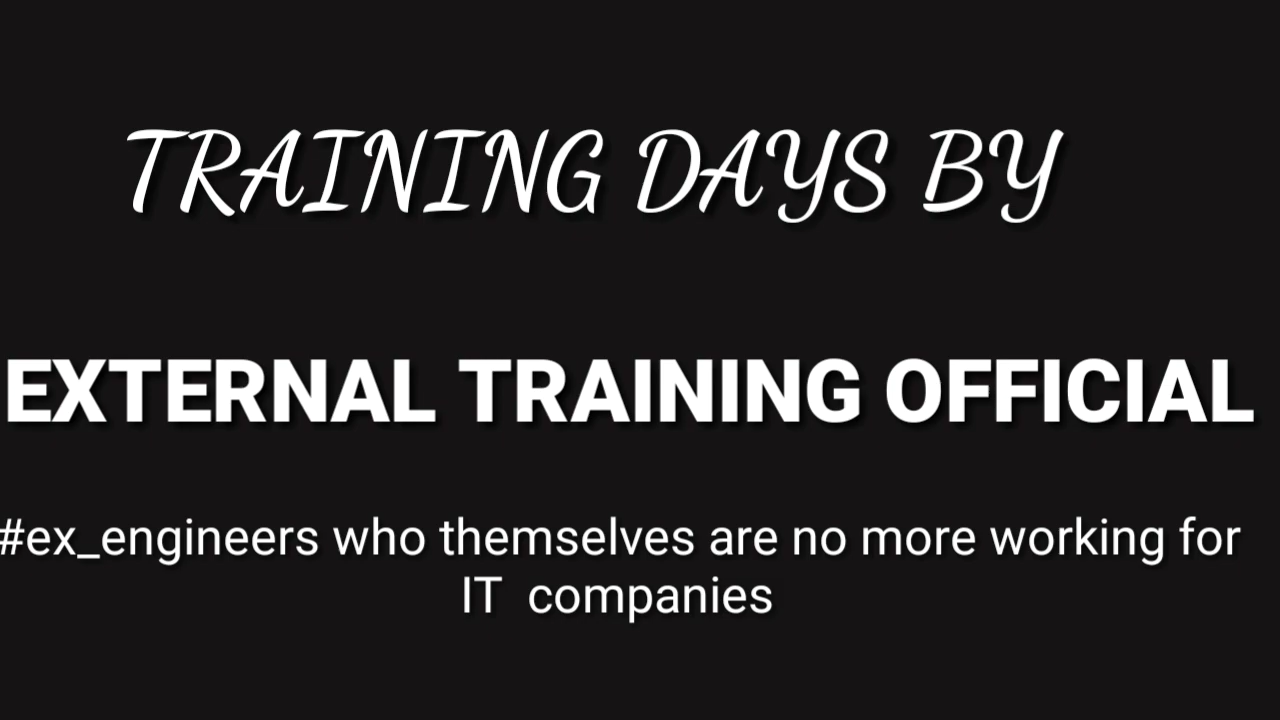 TRAINING DAYS BY
EXTERNAL TRAINING OFFICIAL
#ex_engineers who themselves are no more working for
IT companies